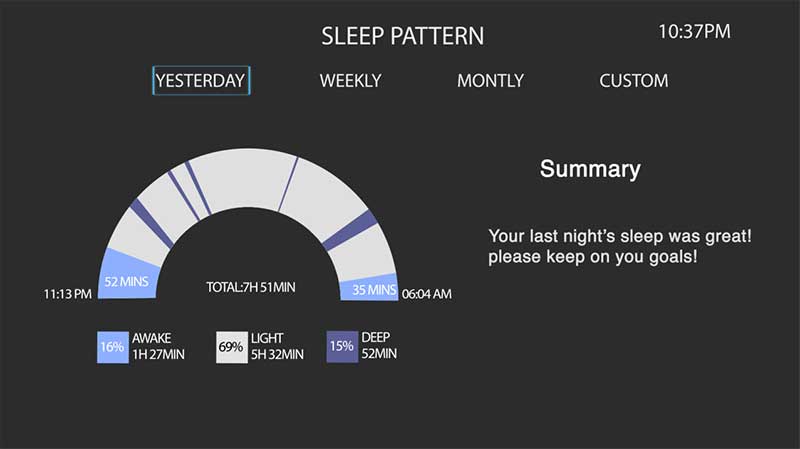 SLEEP PATTERN
10:37PM
YESTERDAY
WEEKLY
MONTLY
CUSTOM
Summary
Your last night's sleep was great!
please keep on you goals!
52 MINS
TOTAL:7H 51MIN
35 MINS
11:13 PM
06:04 AM
16%
AWAKE
1H 27MIN
69%
LIGHT
5H 32MIN
15%
DEEP
52MIN